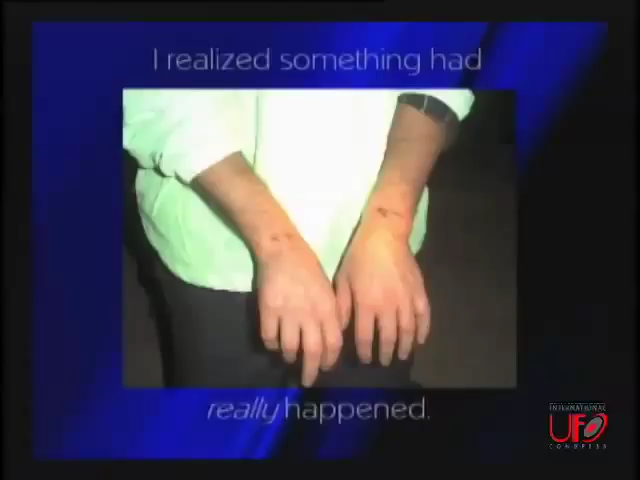 I realized something had
really happened.
INTERNATIONAL
UFO
CONGRESS